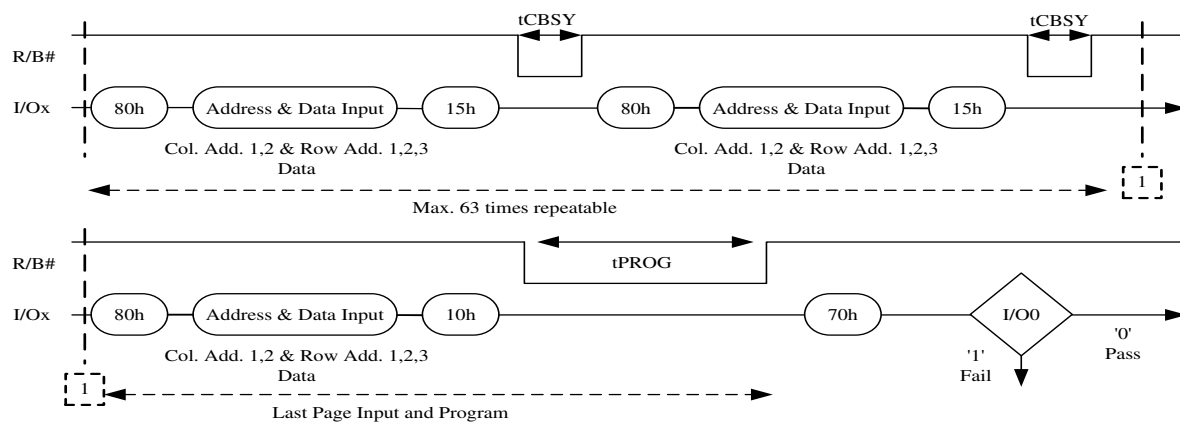 tCBSY tCBSY
R/B#
I/Ox 80h Address & Data Input 15h 80h Address & Data Input 15h
Col. Add. 1,2 & Row Add. 1,2,3 Col. Add. 1,2 & Row Add. 1,2,3
Data Data
1
Max. 63 times repeatable
R/B# tPROG
I/Ox 80h Address & Data Input 10h 70h I/O0
'0'
Pass
Col. Add. 1,2 & Row Add. 1,2,3 '1'
Data Fail
1
Last Page Input and Program